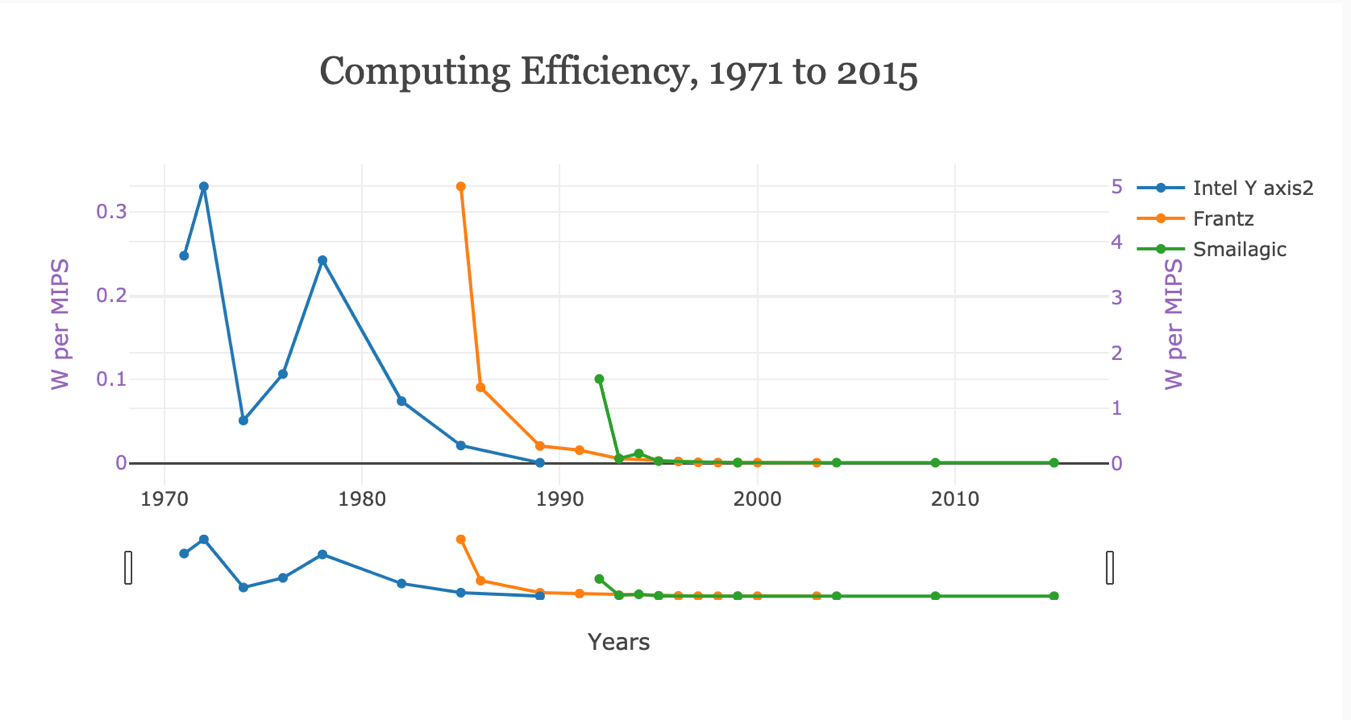 Computing Efficiency, 1971 to 2015
Intel Y axis2
Frantz
Smailagic
W per MIPS
0.3
0.2
0.1
0
5
4
3
2
1
0
W per MIPS
1970
1980
1990
2000
2010
Years